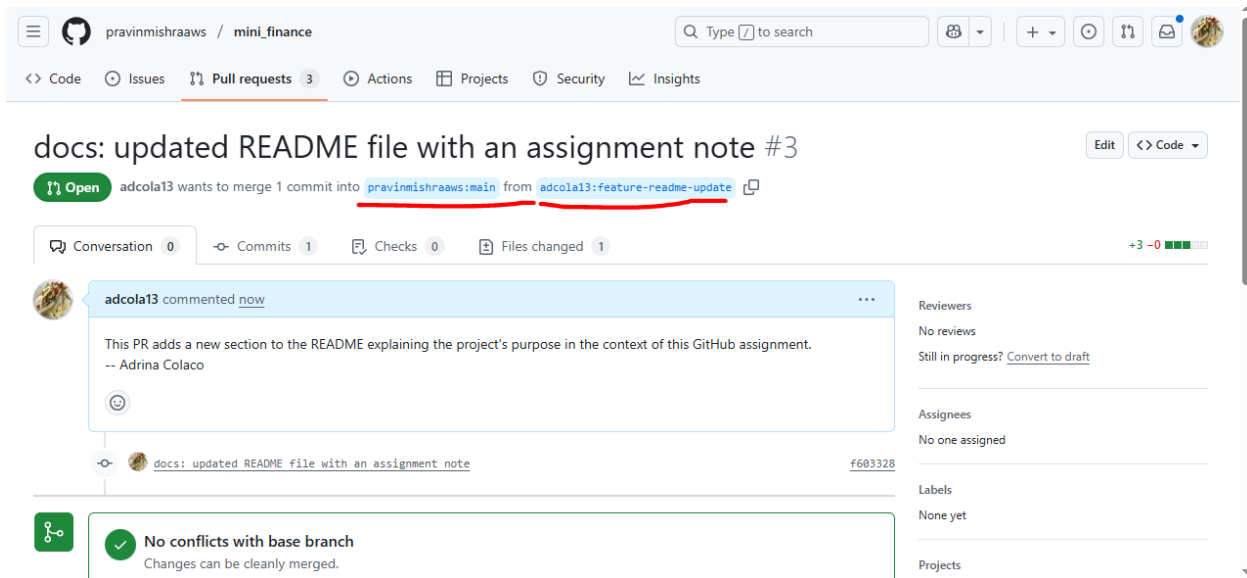 pravinmishraaws / mini_finance
Type / to search
Code Issues Pull requests 3 Actions Projects Security Insights
docs: updated README file with an assignment note #3
Edit <> Code
Open adcola13 wants to merge 1 commit into pravinmishraaws:main from adcola13:feature-readme-update
Conversation 0 Commits 1 Checks 0 Files changed 1
+3 −0
adcola13 commented now
This PR adds a new section to the README explaining the project's purpose in the context of this GitHub assignment.
-- Adrina Colaco
docs: updated README file with an assignment note f603328
No conflicts with base branch
Changes can be cleanly merged.
Reviewers
No reviews
Still in progress? Convert to draft
Assignees
No one assigned
Labels
None yet
Projects